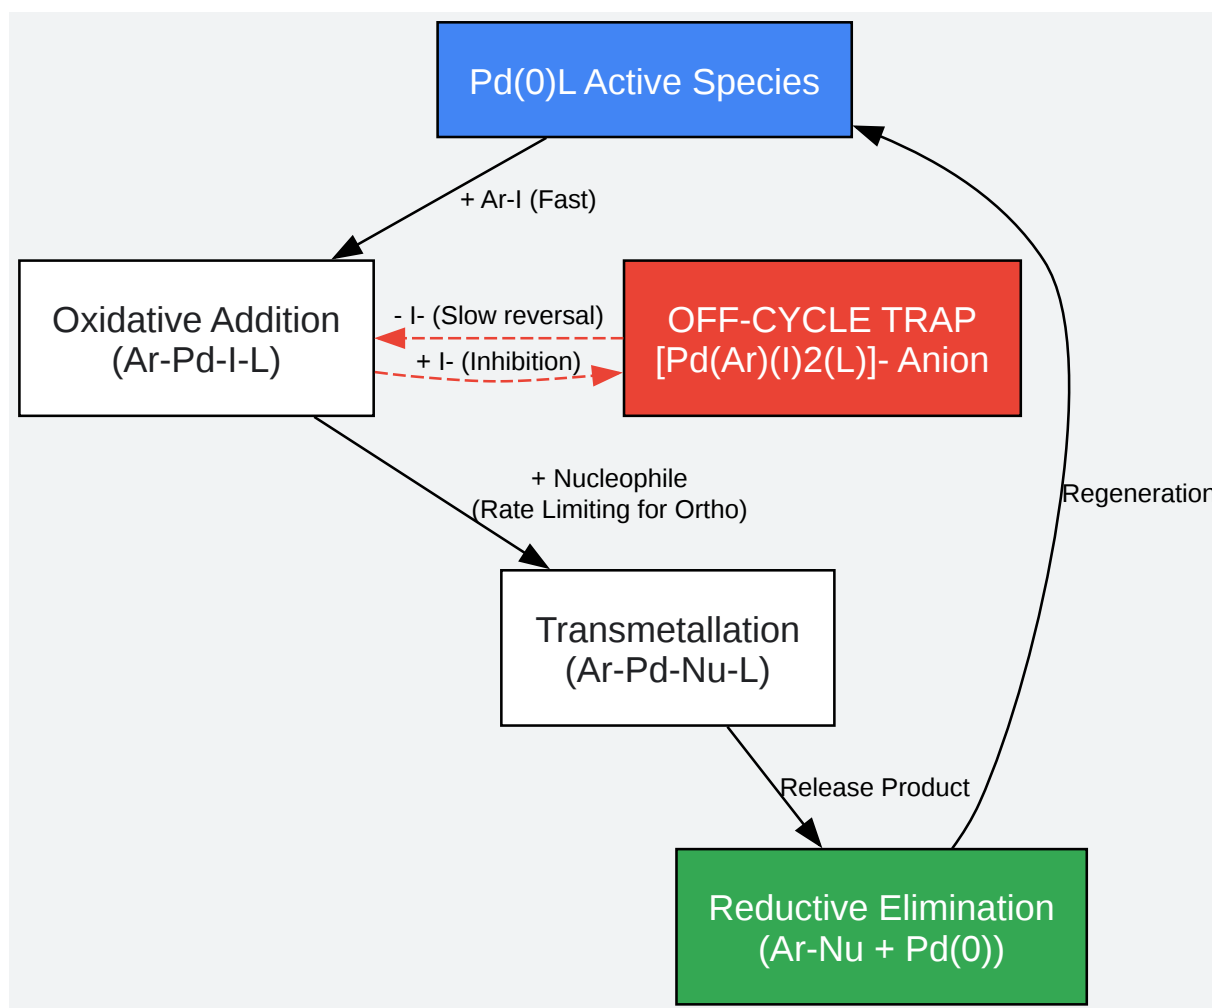 Pd(0)L Active Species
+ Ar-I (Fast)
Oxidative Addition
(Ar-Pd-I-L)
- I- (Slow reversal)
+ I- (Inhibition)
OFF-CYCLE TRAP
[Pd(Ar)(I)2(L)]- Anion
+ Nucleophile
(Rate Limiting for Ortho)
Regeneration
Transmetallation
(Ar-Pd-Nu-L)
Release Product
Reductive Elimination
(Ar-Nu + Pd(0))